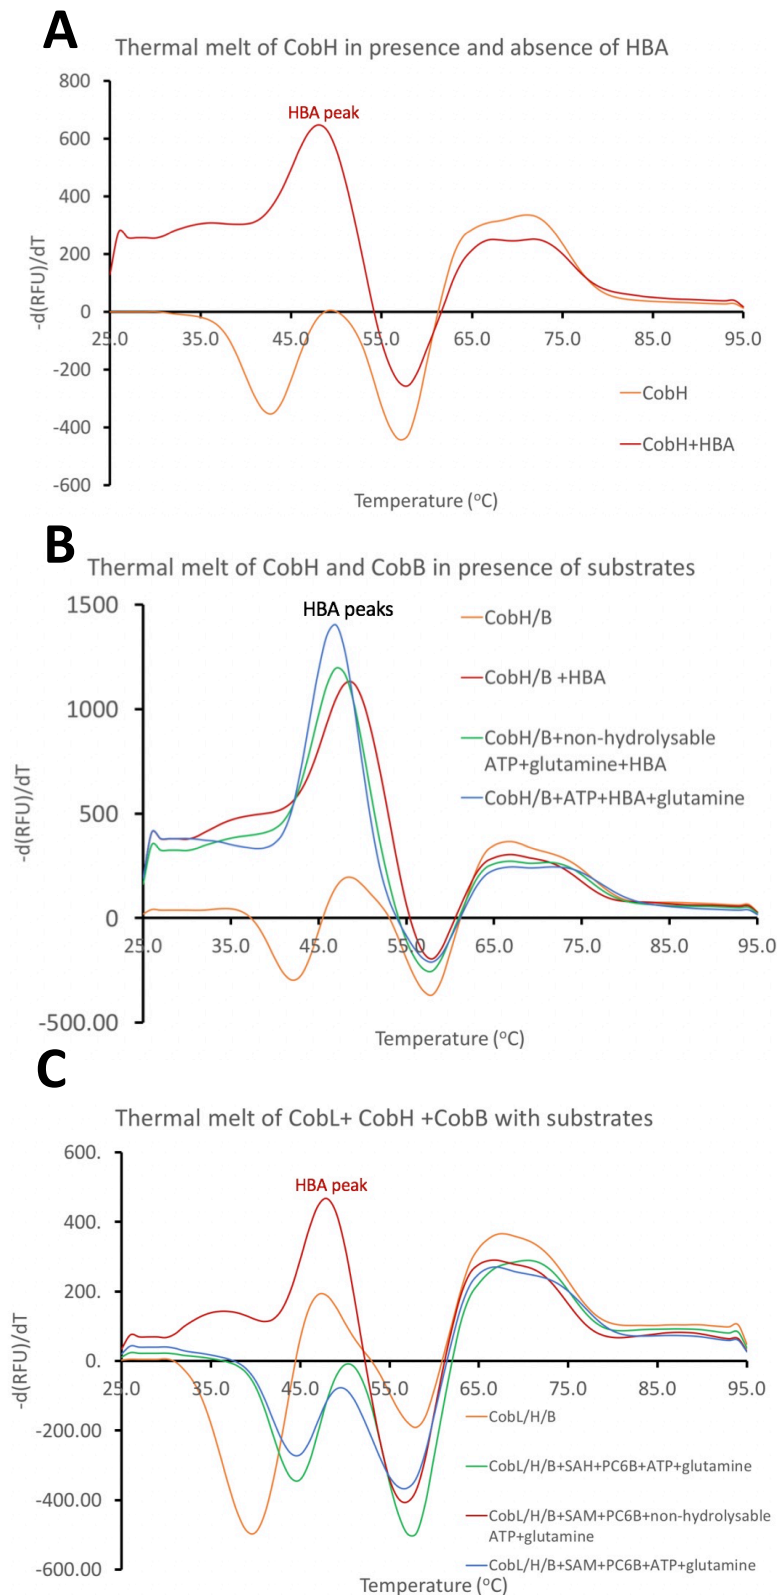 A
Thermal melt of CobH in presence and absence of HBA
800
600
400
200
0
-200
-400
-600
-d(RFU)/dT
HBA peak
25.0 35.0 45.0 55.0 65.0 75.0 85.0 95.0
CobH
CobH+HBA
Temperature (°C)
B
Thermal melt of CobH and CobB in presence of substrates
1500
1000
500
0
-500.00
-d(RFU)/dT
HBA peaks
CobH/B
CobH/B +HBA
CobH/B+non-hydrolysable
ATP+glutamine+HBA
CobH/B+ATP+HBA+glutamine
25.0 35.0 45.0 55.0 65.0 75.0 85.0 95.0
Temperature (°C)
C
Thermal melt of CobL+ CobH +CobB with substrates
600.
400.
200.
0.
-200.00
-400.00
-600.00
-d(RFU)/dT
HBA peak
25.0 35.0 45.0 55.0 65.0 75.0 85.0 95.0
CobL/H/B
CobL/H/B+SAH+PC6B+ATP+glutamine
CobL/H/B+SAM+PC6B+non-hydrolysable
ATP+glutamine
CobL/H/B+SAM+PC6B+ATP+glutamine
Temperature (°C)